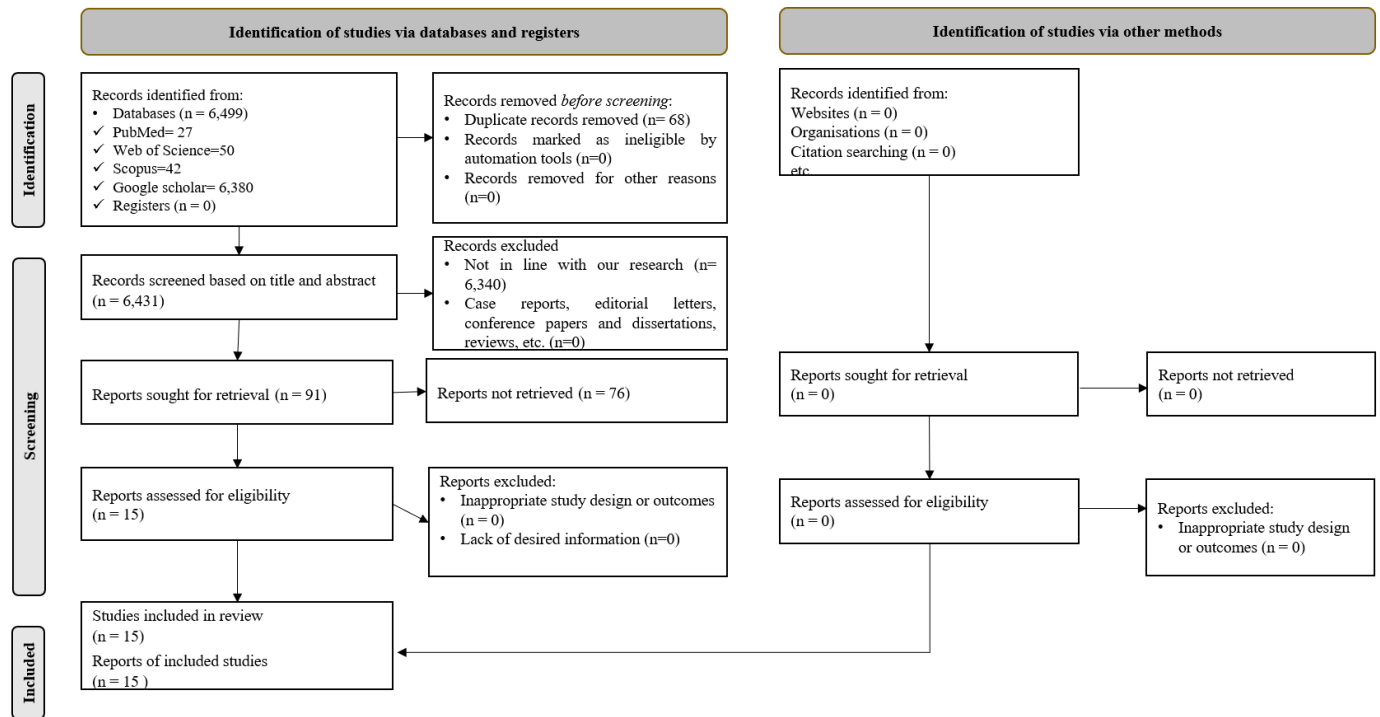 Identification of studies via databases and registers
Identification of studies via other methods
Identification
Records identified from:
• Databases (n = 6,499)
✓ PubMed= 27
✓ Web of Science=50
✓ Scopus=42
✓ Google scholar= 6,380
✓ Registers (n = 0)
Records removed before screening:
• Duplicate records removed (n= 68)
• Records marked as ineligible by
automation tools (n=0)
• Records removed for other reasons
(n=0)
Records identified from:
Websites (n = 0)
Organisations (n = 0)
Citation searching (n = 0)
etc
Screening
Records screened based on title and abstract
(n = 6,431)
Records excluded
• Not in line with our research (n=
6,340)
• Case reports, editorial letters,
conference papers and dissertations,
reviews, etc. (n=0)
Reports sought for retrieval (n = 91)
Reports not retrieved (n = 76)
Reports sought for retrieval
(n = 0)
Reports not retrieved
(n = 0)
Reports assessed for eligibility
(n = 15)
Reports excluded:
• Inappropriate study design or outcomes
(n = 0)
• Lack of desired information (n=0)
Reports assessed for eligibility
(n = 0)
Reports excluded:
• Inappropriate study design
or outcomes (n = 0)
Included
Studies included in review
(n = 15)
Reports of included studies
(n = 15 )